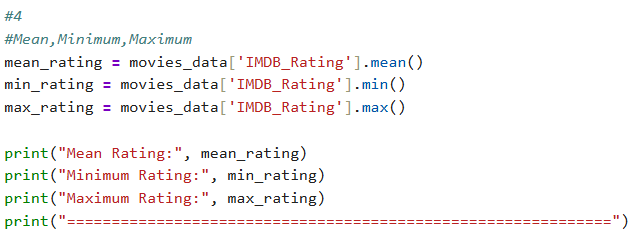 #4
#Mean,Minimum,Maximum
mean_rating = movies_data['IMDB_Rating'].mean()
min_rating = movies_data['IMDB_Rating'].min()
max_rating = movies_data['IMDB_Rating'].max()
print("Mean Rating:", mean_rating)
print("Minimum Rating:", min_rating)
print("Maximum Rating:", max_rating)
print("=============================================================")